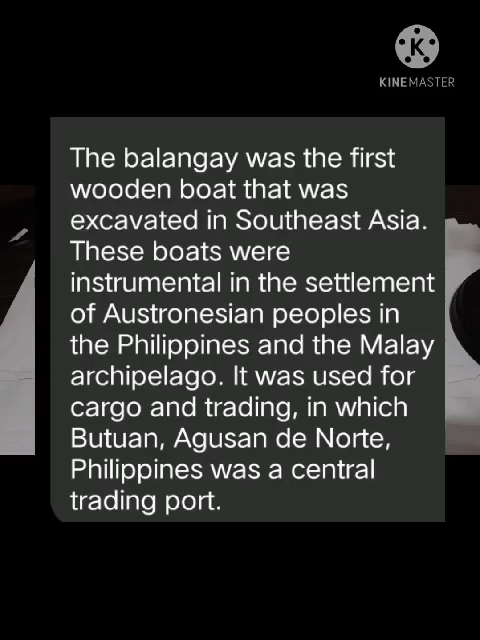 KINEMASTER
The balangay was the first
wooden boat that was
excavated in Southeast Asia.
These boats were
instrumental in the settlement
of Austronesian peoples in
the Philippines and the Malay
archipelago. It was used for
cargo and trading, in which
Butuan, Agusan de Norte,
Philippines was a central
trading port.